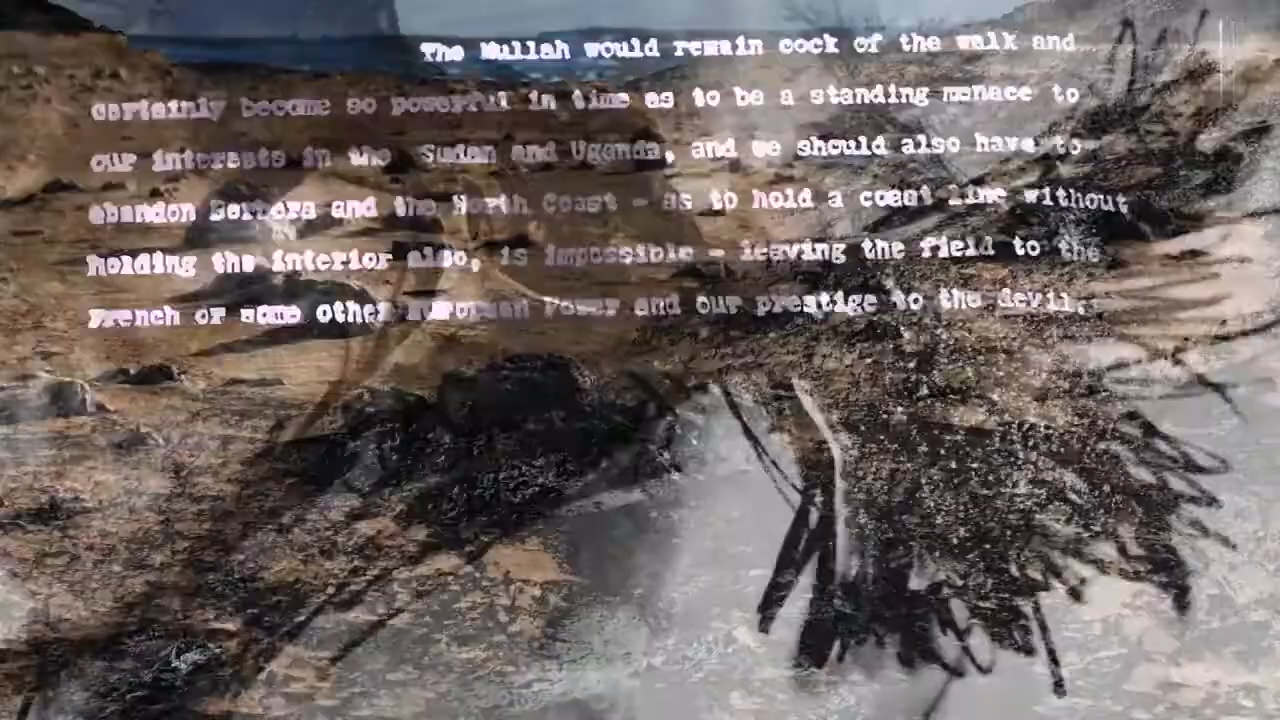 The Mullah would remain cock of the walk and
certainly become so powerful in time as to be a standing menace to
our interests in the Sudan and Uganda, and we should also have to
abandon Berbera and the North Coast - as to hold a coast line without
holding the interior also, is impossible - leaving the field to the
French or some other European Power and our prestige to the devil.